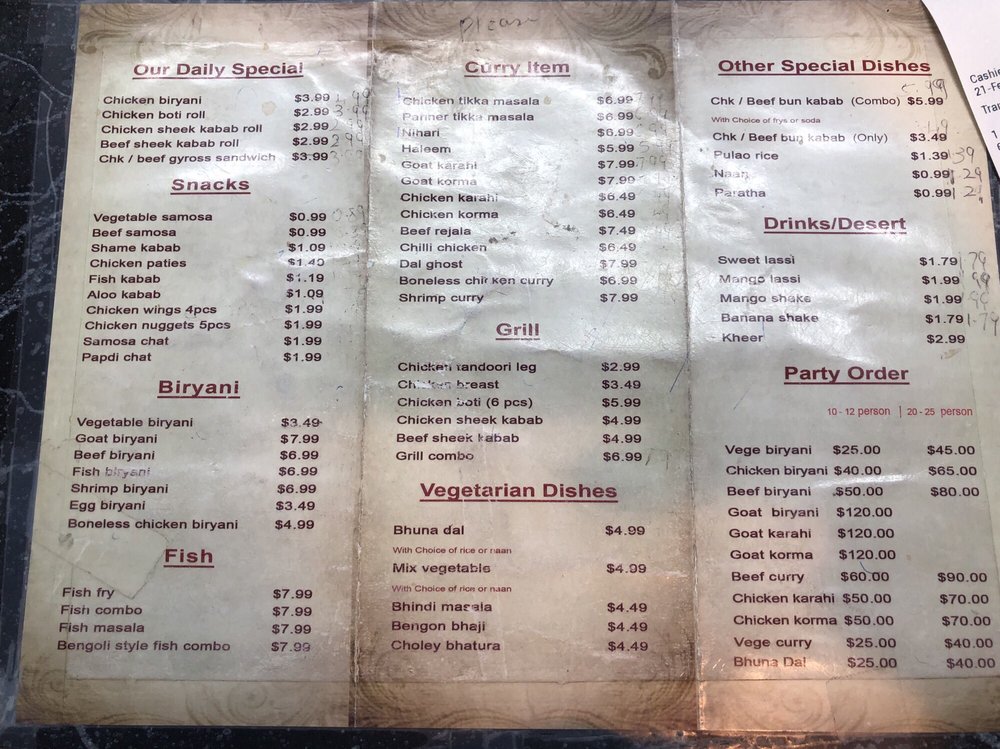 Please
Our Daily Special
Chicken biryani $3.99
Chicken boti roll $2.99
Chicken sheek kabab roll $2.99
Beef sheek kabab roll $2.99
Chk / beef gyross sandwich $3.99
Snacks
Vegetable samosa $0.99
Beef samosa $0.99
Shame kabab $1.09
Chicken paties $1.49
Fish kabab $1.19
Aloo kabab $1.09
Chicken wings 4pcs $1.99
Chicken nuggets 5pcs $1.99
Samosa chat $1.99
Papdi chat $1.99
Biryani
Vegetable biryani $3.49
Goat biryani $7.99
Beef biryani $6.99
Fish biryani $6.99
Shrimp biryani $6.99
Egg biryani $3.49
Boneless chicken biryani $4.99
Fish
Fish fry $7.99
Fish combo $7.99
Fish masala $7.99
Bengoli style fish combo $7.99
Curry Item
Chicken tikka masala $6.99
Panner tikka masala $6.99
Nihari $6.99
Haleem $5.99
Goat karahi $7.99 7.99
Goat korma $7.99
Chicken karahi $6.49
Chicken korma $6.49
Beef rejala $7.49
Chilli chicken $6.49
Dal ghost $7.99
Boneless chicken curry $6.99
Shrimp curry $7.99
Grill
Chicken tandoori leg $2.99
Chicken breast $3.49
Chicken boti (6 pcs) $5.99
Chicken sheek kabab $4.99
Beef sheek kabab $4.99
Grill combo $6.99
Vegetarian Dishes
Bhuna dal $4.99
With Choice of rice or naan
Mix vegetable $4.99
With Choice of rice or naan
Bhindi masala $4.49
Bengon bhaji $4.49
Choley bhatura $4.49
Other Special Dishes
Chk / Beef bun kabab (Combo) $5.99
With Choice of frys or soda
Chk / Beef bun kabab (Only) $3.49
Pulao rice $1.39
Naan $0.99 1.29
Paratha $0.99
Drinks/Desert
Sweet lassi $1.79
Mango lassi $1.99
Mango shake $1.99
Banana shake $1.79 1.79
Kheer $2.99
Party Order
10 - 12 person | 20 - 25 person
Vege biryani $25.00 $45.00
Chicken biryani $40.00 $65.00
Beef biryani $50.00 $80.00
Goat biryani $120.00
Goat karahi $120.00
Goat korma $120.00
Beef curry $60.00 $90.00
Chicken karahi $50.00 $70.00
Chicken korma $50.00 $70.00
Vege curry $25.00 $40.00
Bhuna Dal $25.00 $40.00
Cashie
21-Fe
Tran